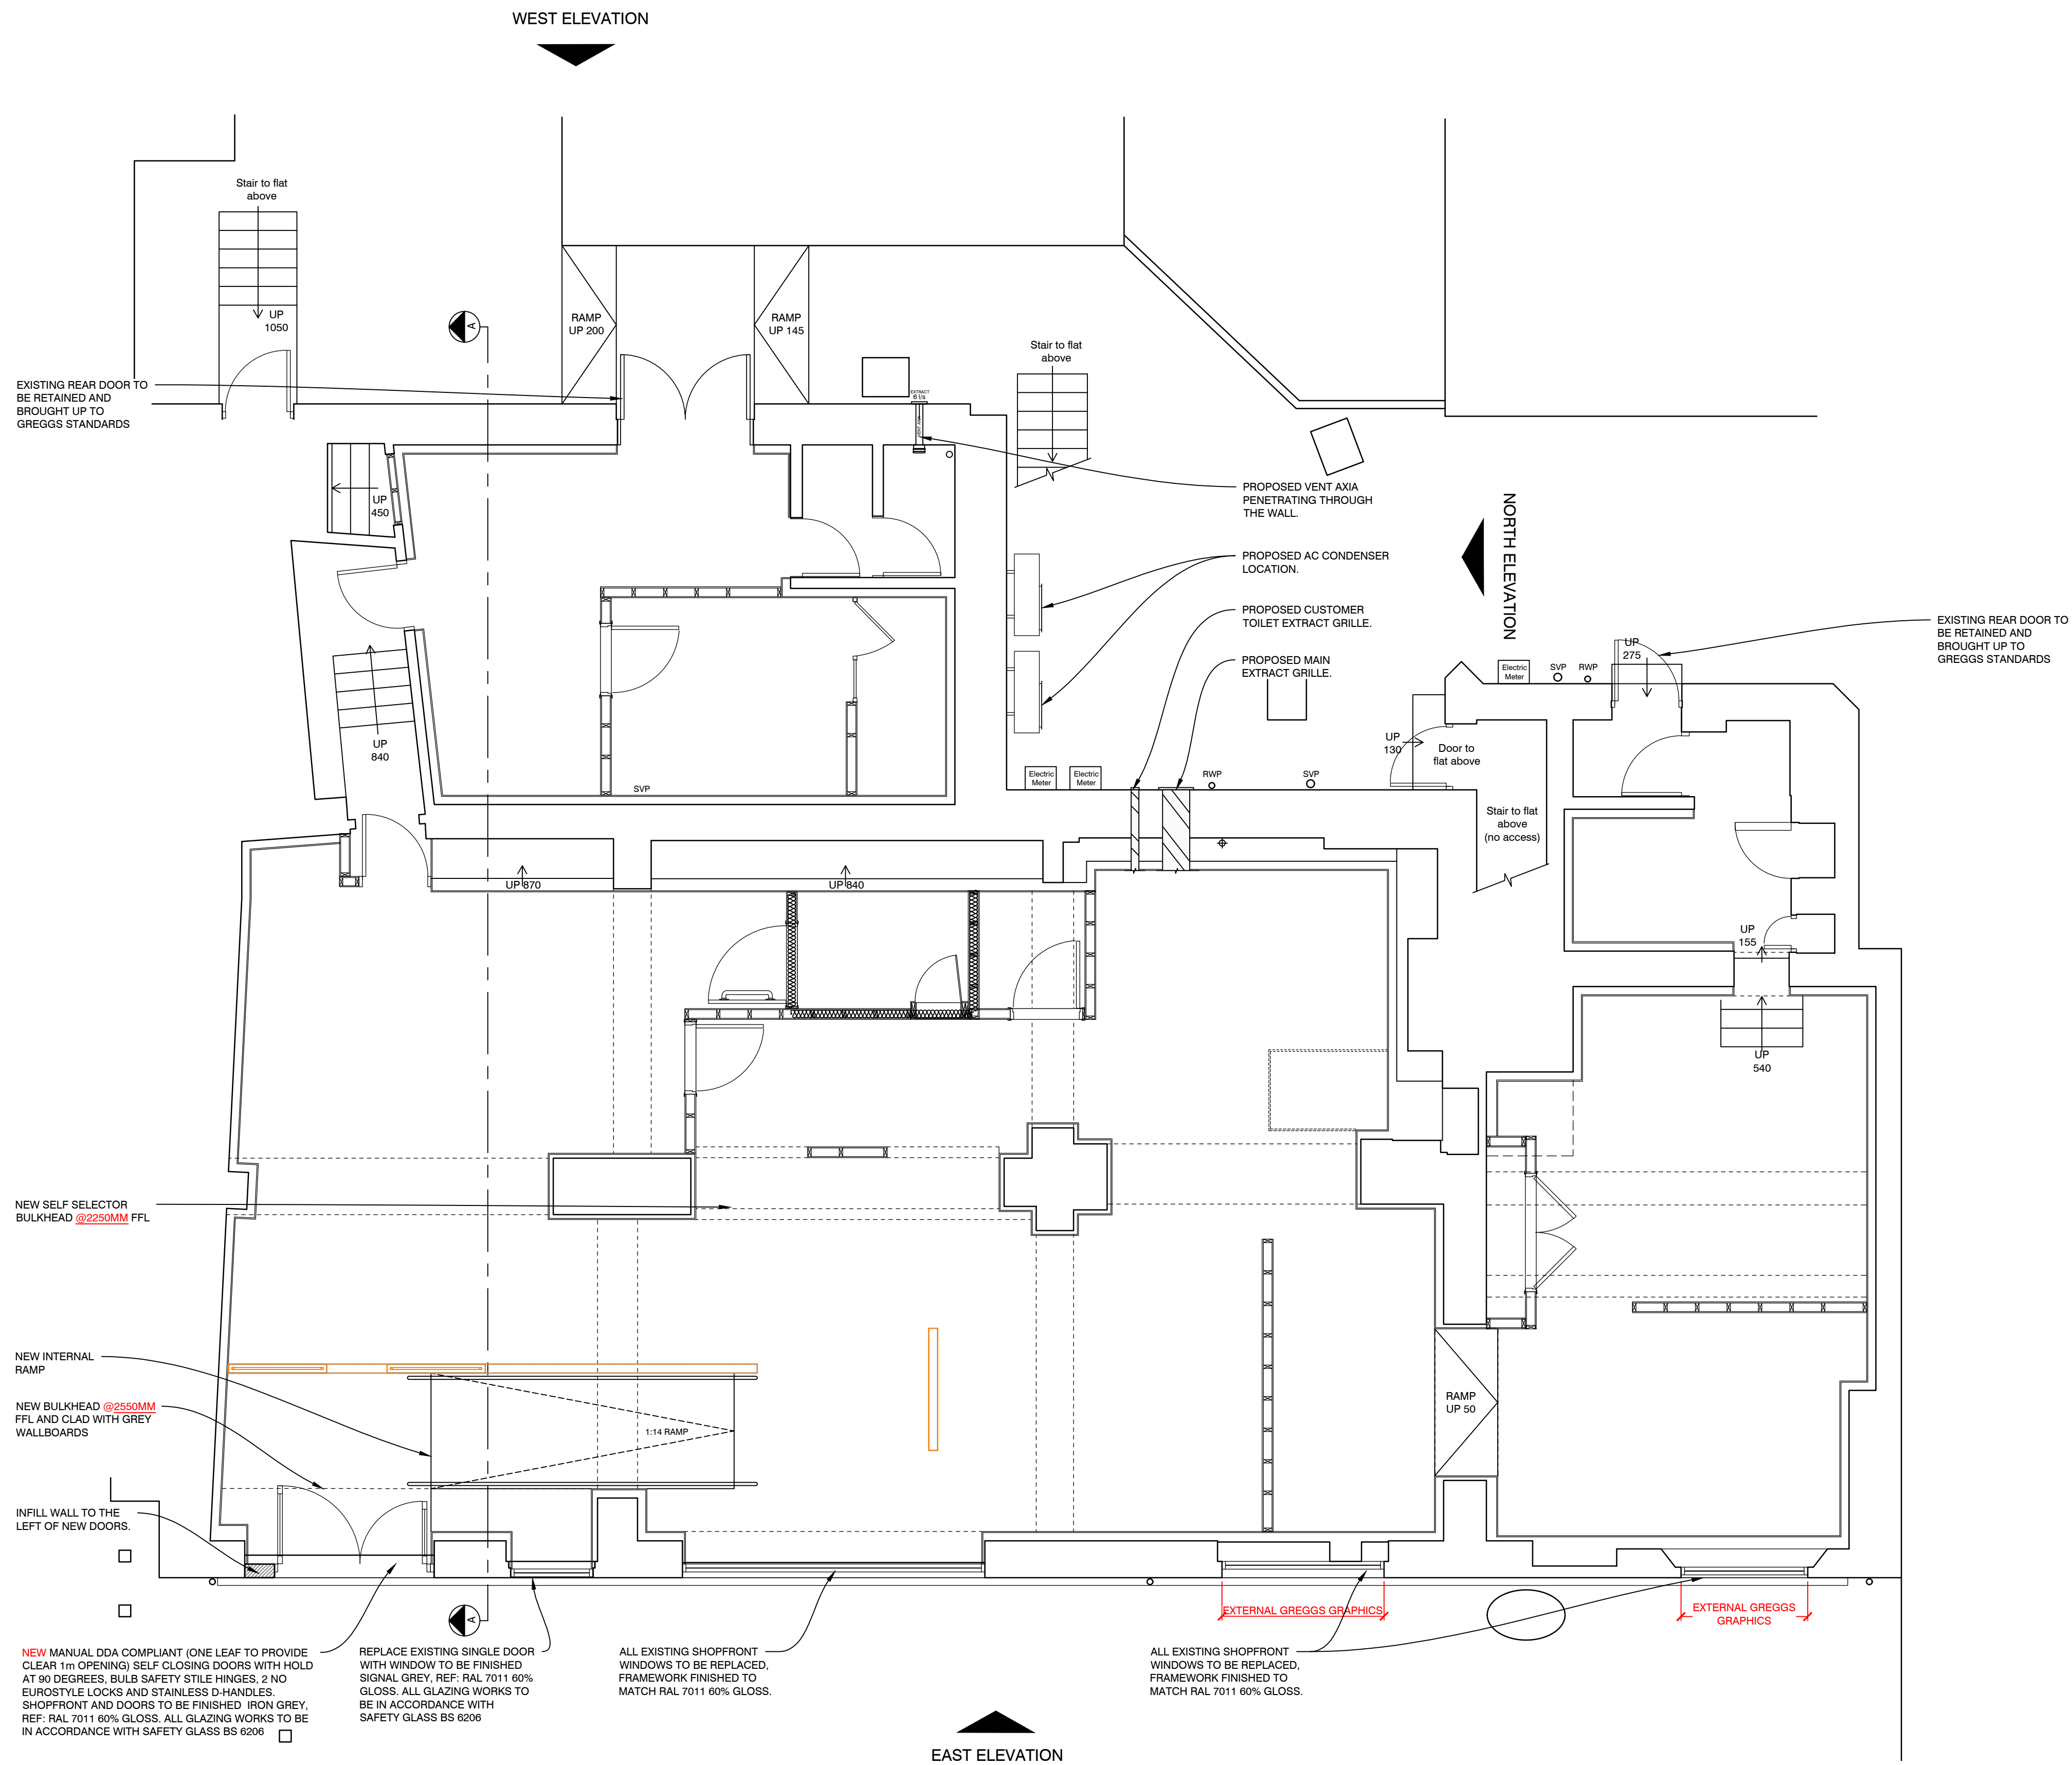 WEST ELEVATION
Stair to flat
above
UP
1050
A
RAMP
UP 200
RAMP
UP 145
Stair to flat
above
EXISTING REAR DOOR TO
BE RETAINED AND
BROUGHT UP TO
GREGGS STANDARDS
EXTRACT
6 l/s
UP
450
PROPOSED VENT AXIA
PENETRATING THROUGH
THE WALL.
NORTH ELEVATION
PROPOSED AC CONDENSER
LOCATION.
PROPOSED CUSTOMER
TOILET EXTRACT GRILLE.
PROPOSED MAIN
EXTRACT GRILLE.
EXISTING REAR DOOR TO
BE RETAINED AND
BROUGHT UP TO
GREGGS STANDARDS
UP
275
Electric
Meter
SVP
RWP
UP
840
UP
130
Door to
flat above
SVP
Electric
Meter
Electric
Meter
RWP
SVP
Stair to flat
above
(no access)
UP 870
UP 840
UP
155
UP
540
NEW SELF SELECTOR
BULKHEAD @2250MM FFL
NEW INTERNAL
RAMP
NEW BULKHEAD @2550MM
FFL AND CLAD WITH GREY
WALLBOARDS
1:14 RAMP
RAMP
UP 50
INFILL WALL TO THE
LEFT OF NEW DOORS.
A
EXTERNAL GREGGS GRAPHICS
EXTERNAL GREGGS
GRAPHICS
NEW MANUAL DDA COMPLIANT (ONE LEAF TO PROVIDE
CLEAR 1m OPENING) SELF CLOSING DOORS WITH HOLD
AT 90 DEGREES, BULB SAFETY STILE HINGES, 2 NO
EUROSTYLE LOCKS AND STAINLESS D-HANDLES.
SHOPFRONT AND DOORS TO BE FINISHED IRON GREY,
REF: RAL 7011 60% GLOSS. ALL GLAZING WORKS TO BE
IN ACCORDANCE WITH SAFETY GLASS BS 6206
REPLACE EXISTING SINGLE DOOR
WITH WINDOW TO BE FINISHED
SIGNAL GREY, REF: RAL 7011 60%
GLOSS. ALL GLAZING WORKS TO
BE IN ACCORDANCE WITH
SAFETY GLASS BS 6206
ALL EXISTING SHOPFRONT
WINDOWS TO BE REPLACED,
FRAMEWORK FINISHED TO
MATCH RAL 7011 60% GLOSS.
ALL EXISTING SHOPFRONT
WINDOWS TO BE REPLACED,
FRAMEWORK FINISHED TO
MATCH RAL 7011 60% GLOSS.
EAST ELEVATION